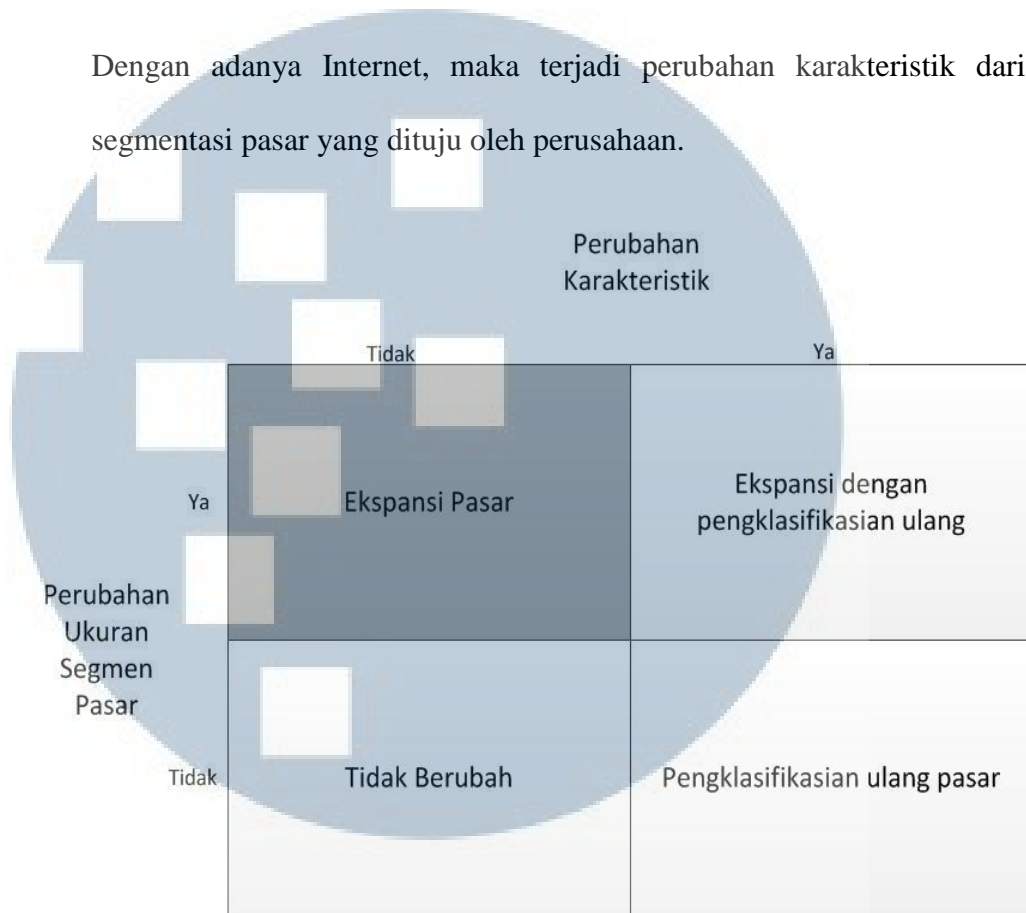 Dengan adanya Internet, maka terjadi perubahan karakteristik dari
segmentasi pasar yang dituju oleh perusahaan.
Perubahan
Karakteristik
Tidak
Ya
Ya
Ekspansi Pasar
Ekspansi dengan
pengklasifikasian ulang
Perubahan
Ukuran
Segmen
Pasar
Tidak
Tidak Berubah
Pengklasifikasian ulang pasar